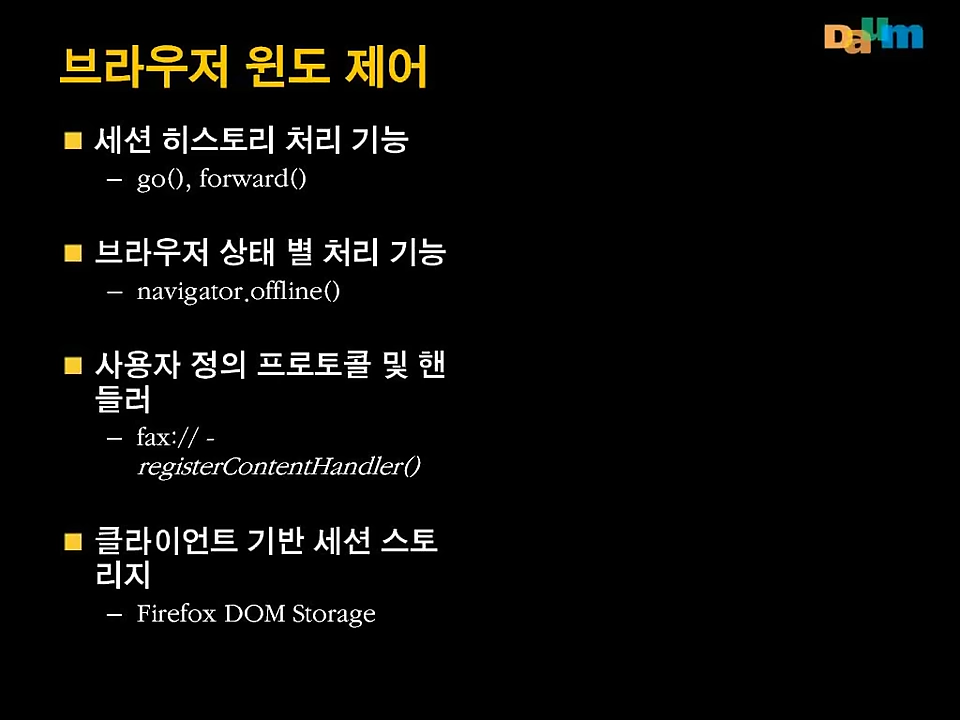 Daum
브라우저 윈도 제어
세션 히스토리 처리 기능
– go(), forward()
브라우저 상태 별 처리 기능
– navigator.offline()
사용자 정의 프로토콜 및 핸
들러
– fax:// -
registerContentHandler()
클라이언트 기반 세션 스토
리지
– Firefox DOM Storage